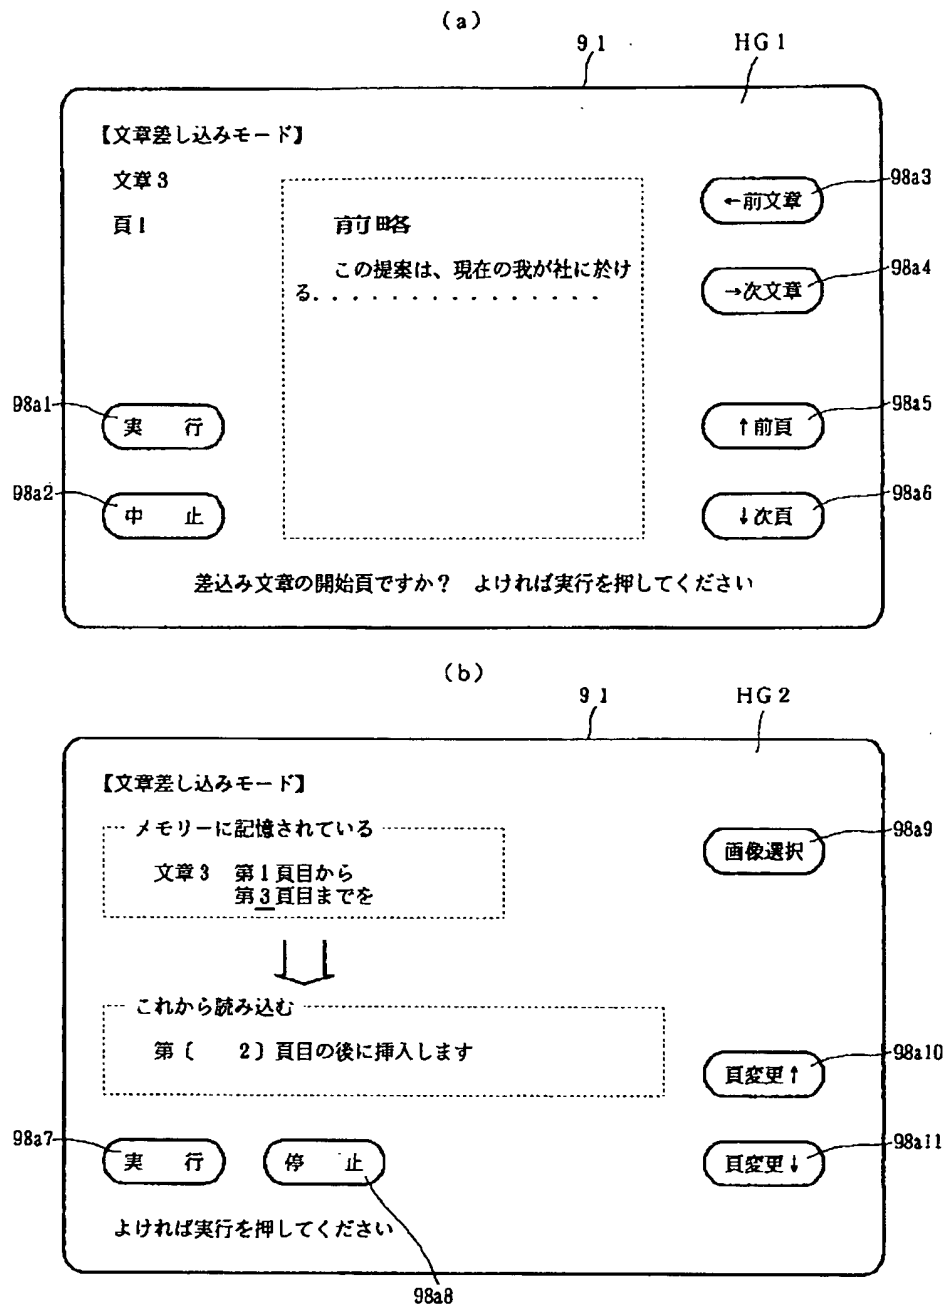 (a)
91
HG1
【文章差し込みモード】
文章3
98a3
←前文章
頁1
前略
この提案は、現在の我が社に於け
る...............
98a4
→次文章
98a1
実 行
98a5
↑前頁
98a2
中 止
98a6
↓次頁
差込み文章の開始頁ですか? よければ実行を押してください
(b)
91
HG2
【文章差し込みモード】
メモリーに記憶されている
98a9
画像選択
文章3 第1頁目から
第3頁目までを
これから読み込む
第〔 2〕頁目の後に挿入します
98a10
頁変更↑
98a7
実 行
停 止
98a11
頁変更↓
よければ実行を押してください
98a8